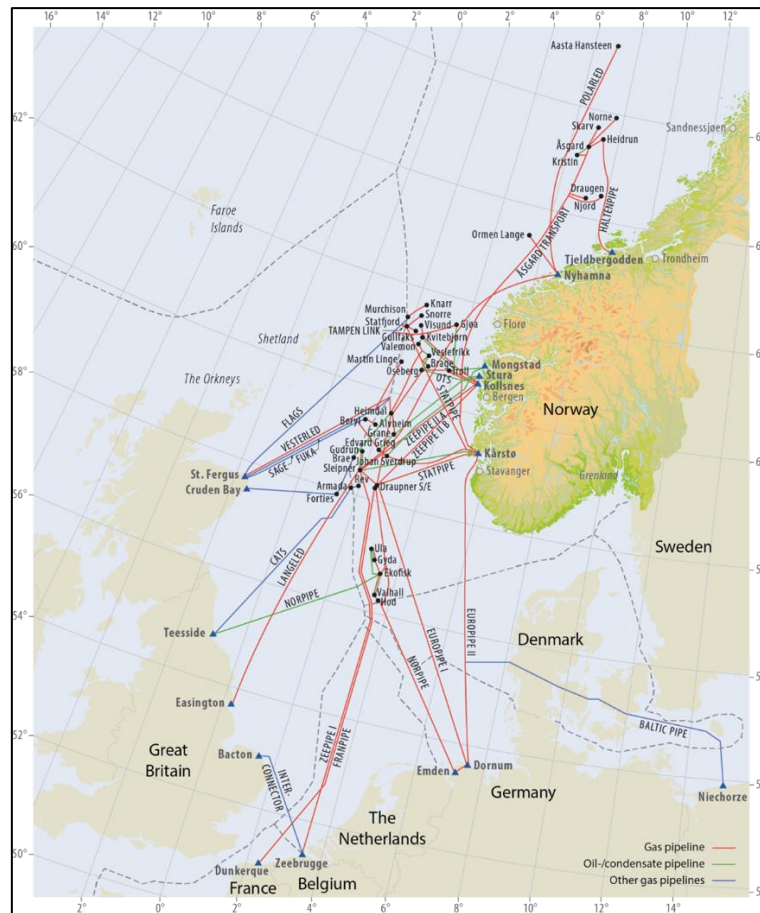 16° 14° 12° 10° 8° 6° 4° 2° 0° 2° 4° 6° 8° 10° 12°
Aasta Hansteen
POLARLED
62°
Norne
Skarv
Sandnessjøen
Åsgard
Heidrun
Kristin
Draugen
Njord
HALTENPIPE
Faroe
Islands
Ormen Lange
ÅSGARD TRANSPORT
60°
Tjeldbergodden
Trondheim
Nyhamna
Knarr
Murchison
Snorre
Statfjord
Visund
Gjøa
Florø
TAMPEN LINK
Gullfaks
Kvitebjørn
Shetland
Valemon
Veslefrikk
Martin Linge
Brage
Mongstad
58°
Oseberg
Troll
Stura
The Orkneys
OTS
Kollsnes
Bergen
FLAGS
STATPIPE
Norway
Heimdal
VESTERLED
Beryl
Alvheim
ZEEPIPE II A
ZEEPIPE II B
Grane
SAGE / FUKA
Edvard Grieg
Gudrun
Brae
Johan Sverdrup
Kårstø
Sleipner
STATPIPE
Stavanger
Grenland
St. Fergus
Rev
Cruden Bay
Armada
Draupner S/E
56°
Forties
Sweden
CATS
LANGELED
Ula
Gyda
Ekofisk
NORPIPE
Valhall
Hod
54°
Teesside
Denmark
EUROPIPE II
EUROPIPE I
NORPIPE
Easington
52°
Great
Britain
Bacton
INTER-
CONNECTOR
ZEEPIPE I
FRANPIPE
BALTIC PIPE
Emden
Dornum
Germany
Niechorze
The
Netherlands
Gas pipeline
50°
Oil-/condensate pipeline
Dunkerque
Zeebrugge
Other gas pipelines
France
Belgium
0° 2° 4° 6° 8° 10° 12° 14°